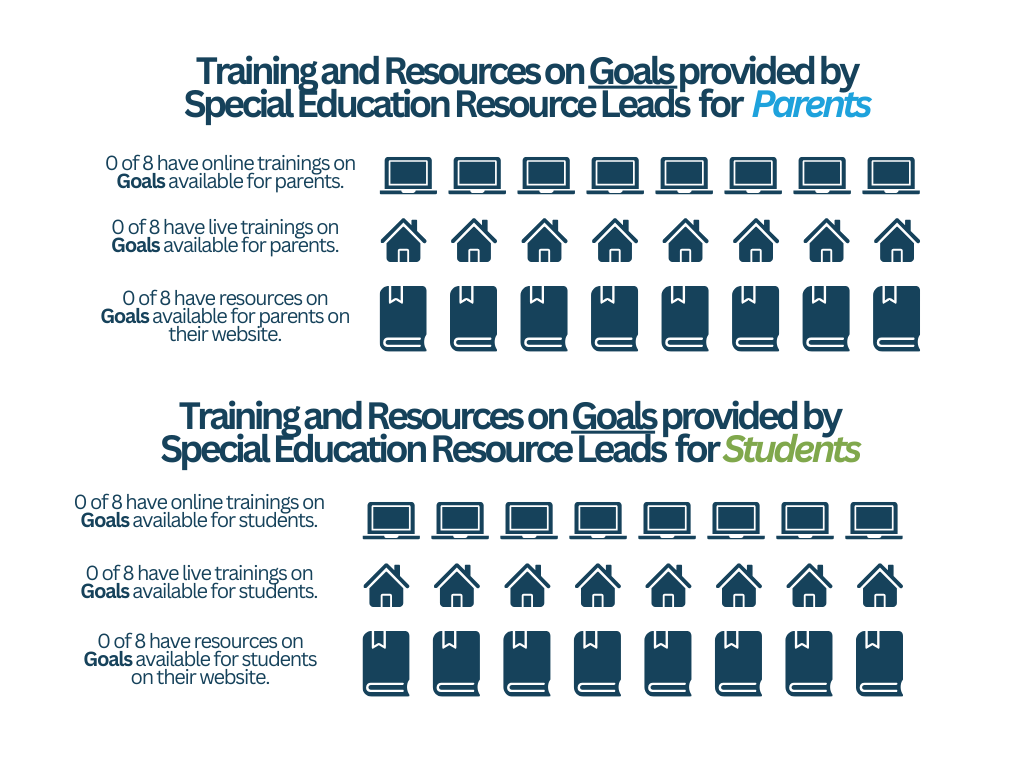 Training and Resources on Goals provided by
Special Education Resource Leads for Parents
0 of 8 have online trainings on
Goals available for parents.
0 of 8 have live trainings on
Goals available for parents.
0 of 8 have resources on
Goals available for parents on
their website.
Training and Resources on Goals provided by
Special Education Resource Leads for Students
0 of 8 have online trainings on
Goals available for students.
0 of 8 have live trainings on
Goals available for students.
0 of 8 have resources on
Goals available for students
on their website.